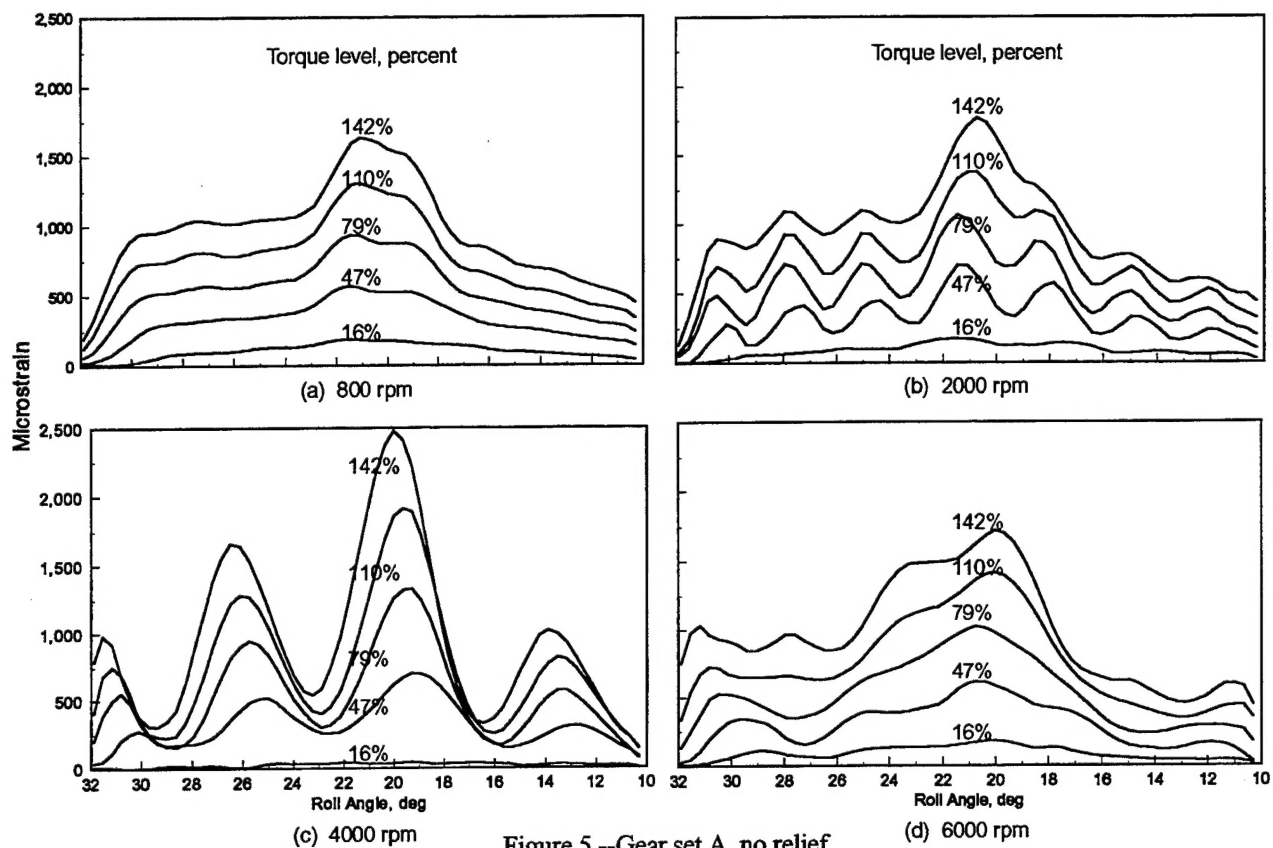 2,500
2,000
1,500
1,000
500
0
Torque level, percent
142%
110%
79%
47%
16%
(a) 800 rpm
Torque level, percent
142%
110%
79%
47%
16%
(b) 2000 rpm
Microstrain
2,500
2,000
1,500
1,000
500
0
142%
110%
79%
47%
16%
32 30 28 26 24 22 20 18 16 14 12 10
Roll Angle, deg
(c) 4000 rpm
142%
110%
79%
47%
16%
32 30 28 26 24 22 20 18 16 14 12 10
Roll Angle, deg
(d) 6000 rpm
Figure 5.--Gear set A, no relief